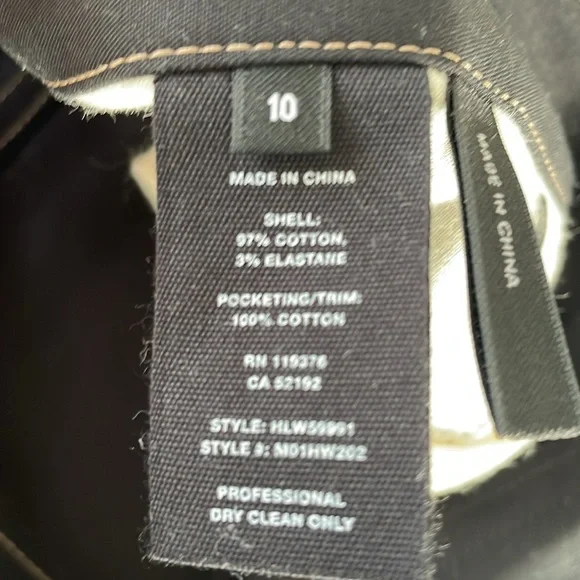 10
MADE IN CHINA
SHELL:
97% COTTON,
3% ELASTANE
POCKETING/TRIM:
100% COTTON
RN 119376
CA 52192
STYLE: HLW59991
STYLE #: M01HW202
PROFESSIONAL
DRY CLEAN ONLY
MADE IN CHINA